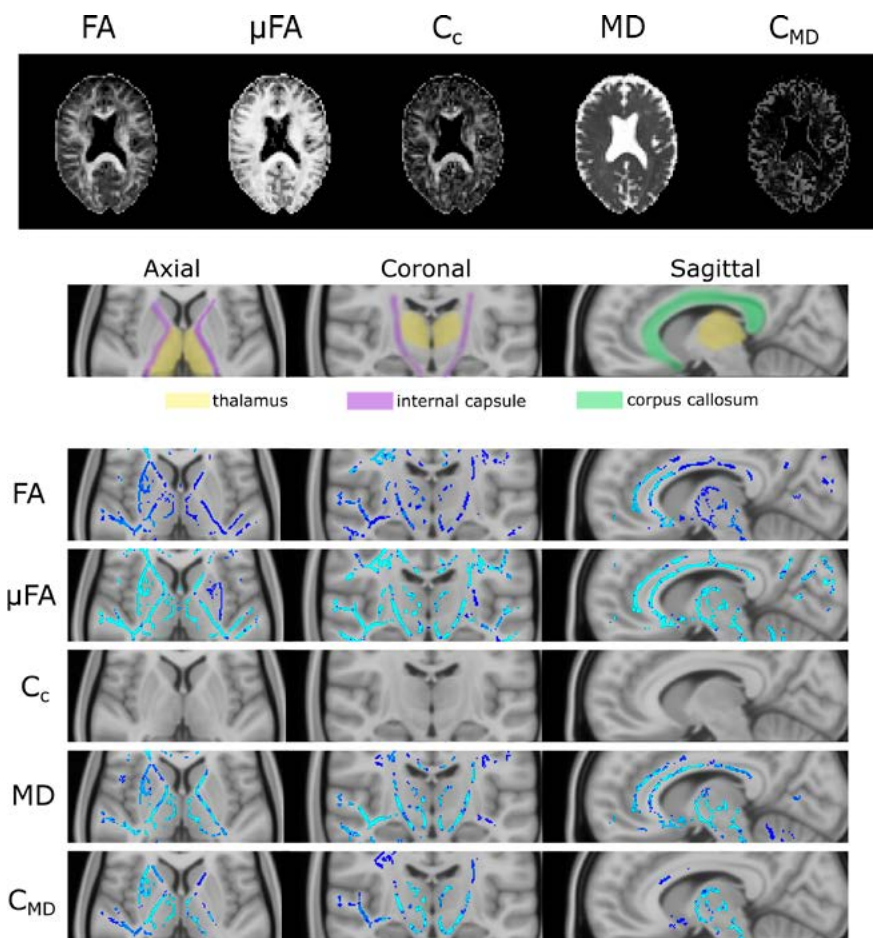 FA μFA Cc MD CMD
Axial Coronal Sagittal
thalamus internal capsule corpus callosum
FA
μFA
Cc
MD
CMD